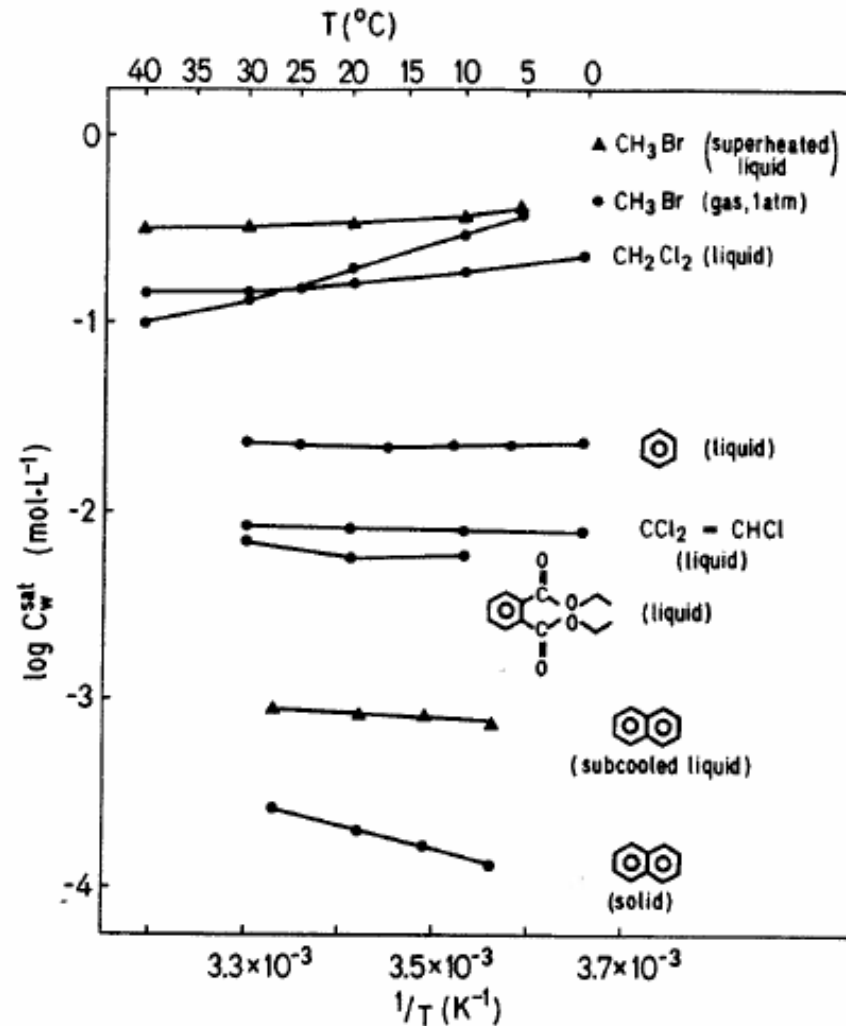 T (°C)
40 35 30 25 20 15 10 5 0
0
-1
-2
-3
-4
log C_w^sat (mol·L⁻¹)
▲ CH₃Br (superheated liquid)
• CH₃Br (gas, 1atm)
CH₂Cl₂ (liquid)
(liquid)
CCl₂ = CHCl
(liquid)
O
C O
(liquid)
C O
O
(subcooled liquid)
(solid)
3.3×10⁻³ 3.5×10⁻³ 3.7×10⁻³
1/T (K⁻¹)